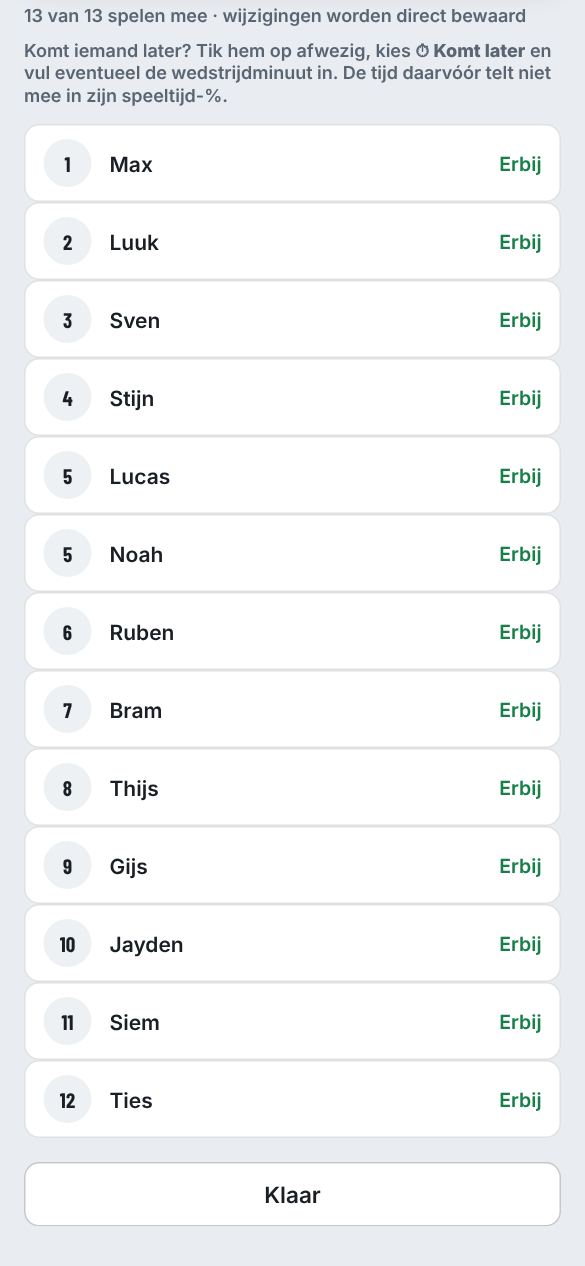 13 van 13 spelen mee · wijzigingen worden direct bewaard
Komt iemand later? Tik hem op afwezig, kies ⏱ Komt later en
vul eventueel de wedstrijdminuut in. De tijd daarvóór telt niet
mee in zijn speeltijd-%.
1 Max Erbij
2 Luuk Erbij
3 Sven Erbij
4 Stijn Erbij
5 Lucas Erbij
5 Noah Erbij
6 Ruben Erbij
7 Bram Erbij
8 Thijs Erbij
9 Gijs Erbij
10 Jayden Erbij
11 Siem Erbij
12 Ties Erbij
Klaar